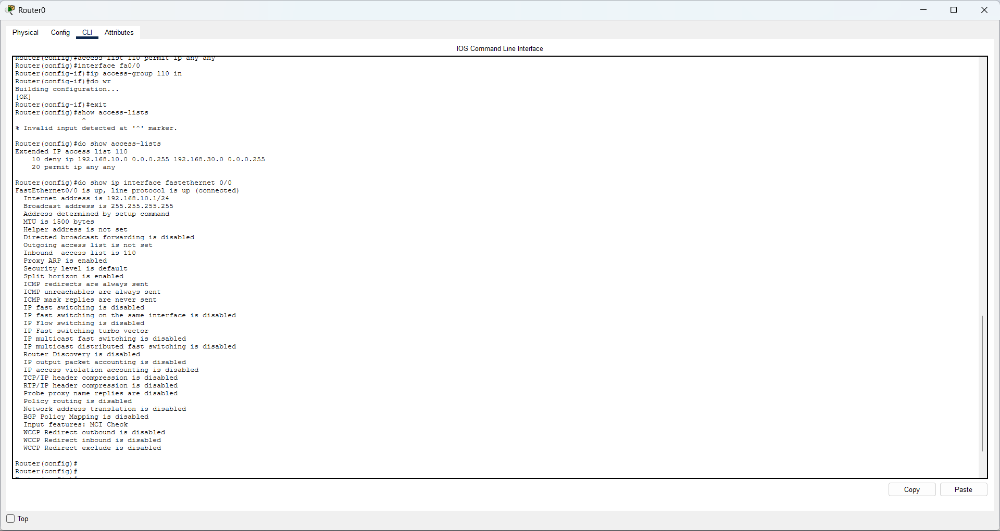 Router0
Physical Config CLI Attributes
IOS Command Line Interface
Router(config)#access-list 110 permit ip any any
Router(config)#interface fa0/0
Router(config-if)#ip access-group 110 in
Router(config-if)#do wr
Building configuration...
[OK]
Router(config-if)#exit
Router(config)#show access-lists
^
% Invalid input detected at '^' marker.
Router(config)#do show access-lists
Extended IP access list 110
10 deny ip 192.168.10.0 0.0.0.255 192.168.30.0 0.0.0.255
20 permit ip any any
Router(config)#do show ip interface fastethernet 0/0
FastEthernet0/0 is up, line protocol is up (connected)
Internet address is 192.168.10.1/24
Broadcast address is 255.255.255.255
Address determined by setup command
MTU is 1500 bytes
Helper address is not set
Directed broadcast forwarding is disabled
Outgoing access list is not set
Inbound  access list is 110
Proxy ARP is enabled
Security level is default
Split horizon is enabled
ICMP redirects are always sent
ICMP unreachables are always sent
ICMP mask replies are never sent
IP fast switching is disabled
IP fast switching on the same interface is disabled
IP Flow switching is disabled
IP Fast switching turbo vector
IP multicast fast switching is disabled
IP multicast distributed fast switching is disabled
Router Discovery is disabled
IP output packet accounting is disabled
IP access violation accounting is disabled
TCP/IP header compression is disabled
RTP/IP header compression is disabled
Probe proxy name replies are disabled
Policy routing is disabled
Network address translation is disabled
BGP Policy Mapping is disabled
Input features: MCI Check
WCCP Redirect outbound is disabled
WCCP Redirect inbound is disabled
WCCP Redirect exclude is disabled
Router(config)#
Router(config)#
Copy Paste
Top